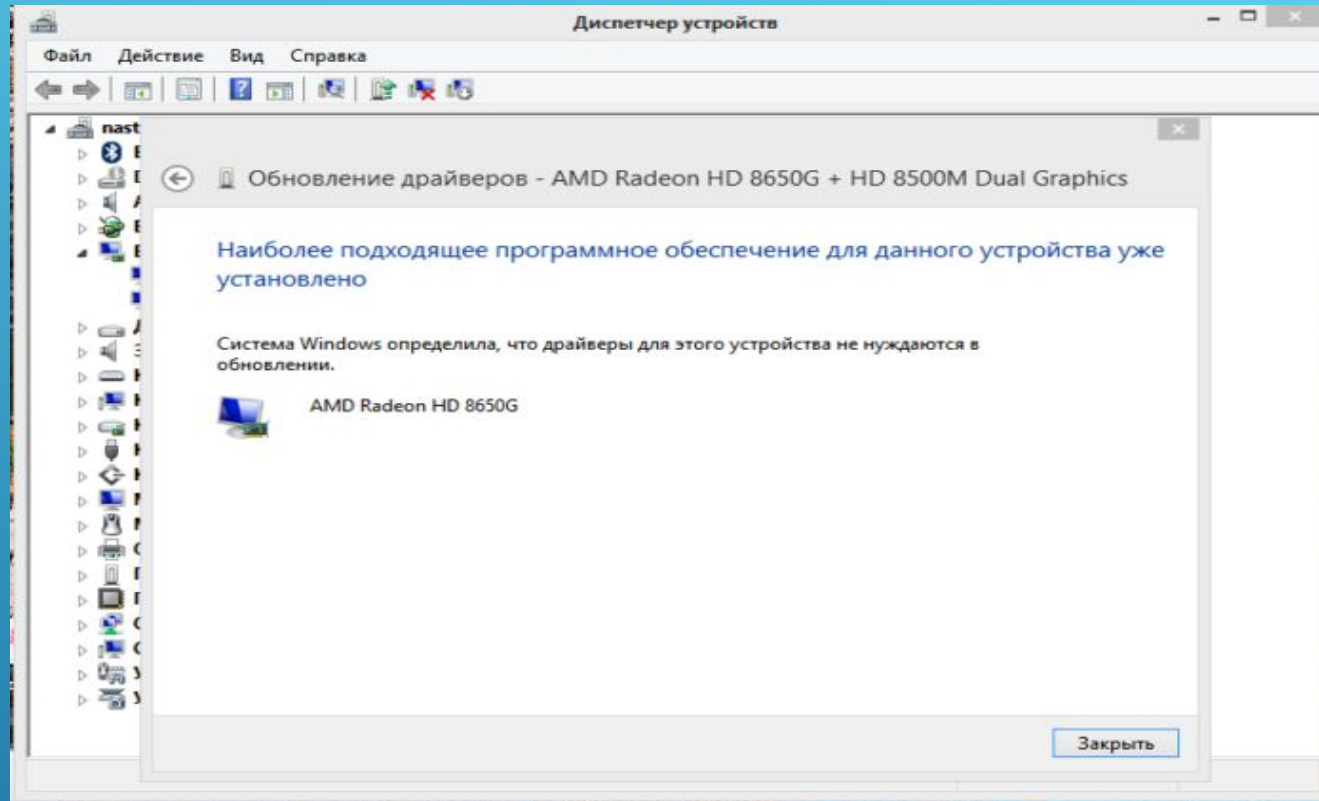 Диспетчер устройств
Файл Действие Вид Справка
nast
Обновление драйверов - AMD Radeon HD 8650G + HD 8500M Dual Graphics
Наиболее подходящее программное обеспечение для данного устройства уже
установлено
Система Windows определила, что драйверы для этого устройства не нуждаются в
обновлении.
AMD Radeon HD 8650G
Закрыть